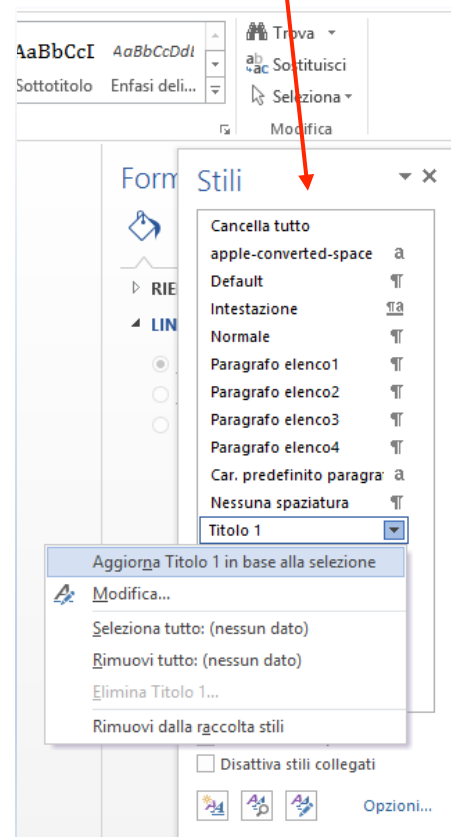 AaBbCcI AaBbCcDdI
Sottotitolo Enfasi deli...
Trova
Sostituisci
Seleziona
Modifica
Form
Stili
RIE
LIN
Cancella tutto
apple-converted-space a
Default ¶
Intestazione ¶a
Normale ¶
Paragrafo elenco1 ¶
Paragrafo elenco2 ¶
Paragrafo elenco3 ¶
Paragrafo elenco4 ¶
Car. predefinito paragra a
Nessuna spaziatura ¶
Titolo 1
Aggiorna Titolo 1 in base alla selezione
Modifica...
Seleziona tutto: (nessun dato)
Rimuovi tutto: (nessun dato)
Elimina Titolo 1...
Rimuovi dalla raccolta stili
Disattiva stili collegati
Opzioni...